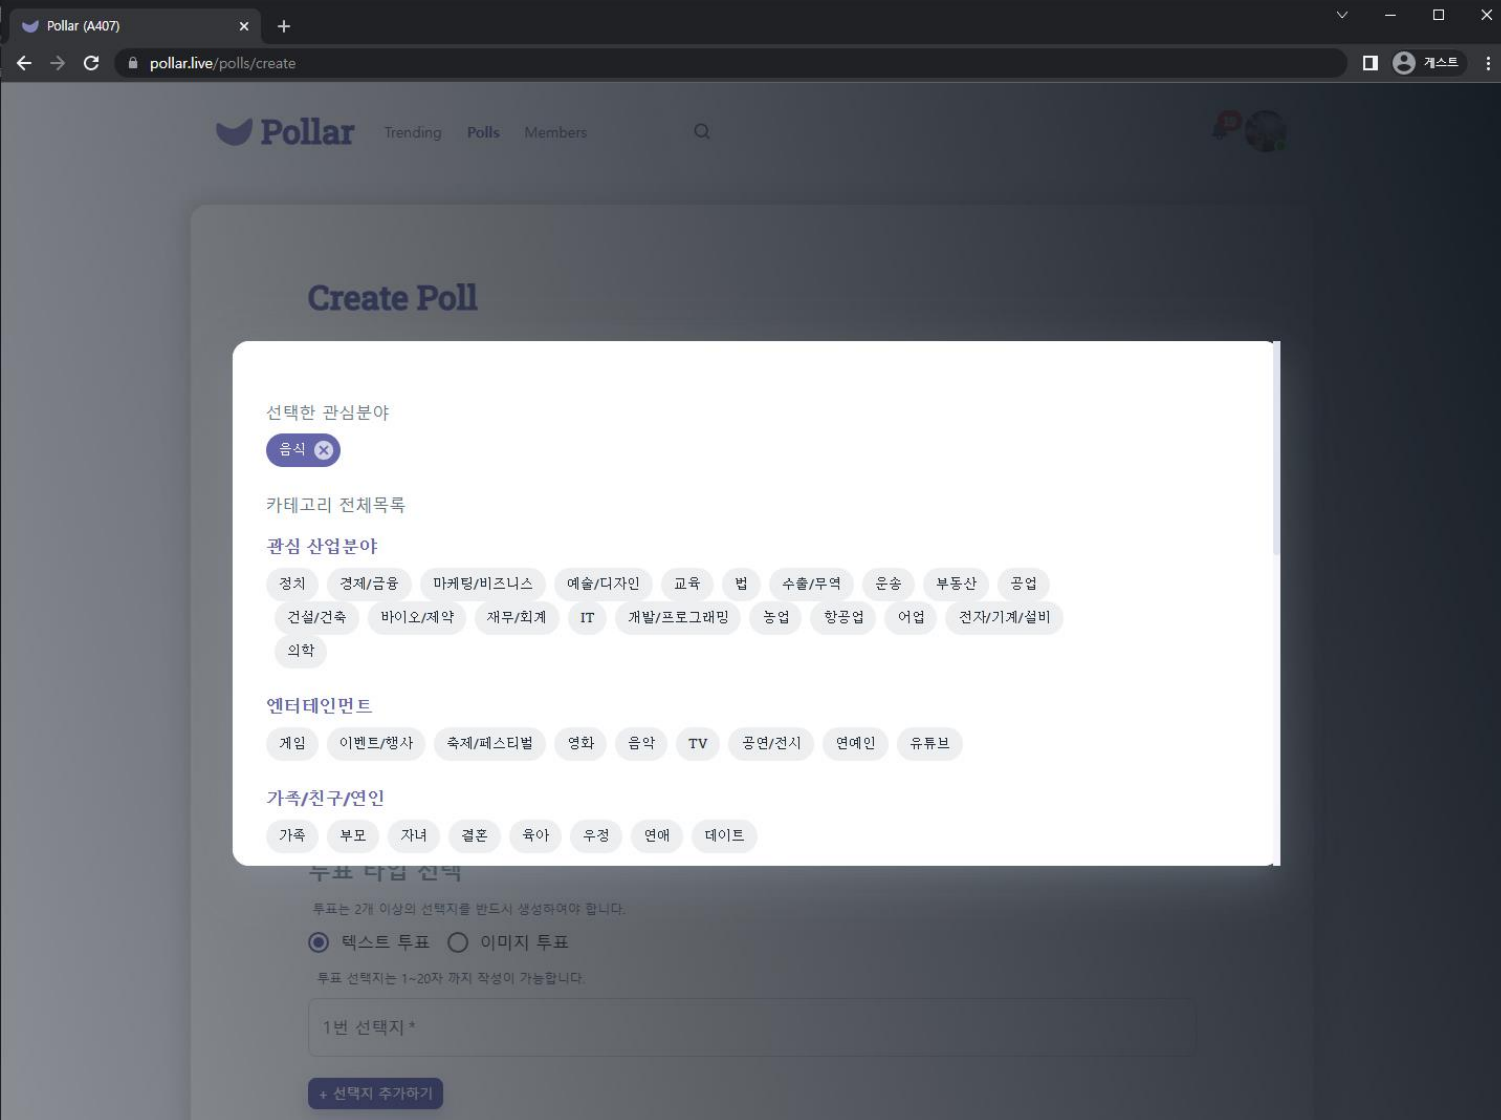 Pollar (A407)
pollar.live/polls/create
게스트
Pollar Trending Polls Members
Create Poll
선택한 관심분야
음식
카테고리 전체목록
관심 산업분야
정치 경제/금융 마케팅/비즈니스 예술/디자인 교육 법 수출/무역 운송 부동산 공업
건설/건축 바이오/제약 재무/회계 IT 개발/프로그래밍 농업 항공업 어업 전자/기계/설비
의학
엔터테인먼트
게임 이벤트/행사 축제/페스티벌 영화 음악 TV 공연/전시 연예인 유튜브
가족/친구/연인
가족 부모 자녀 결혼 육아 우정 연애 데이트
투표 타입 선택
투표는 2개 이상의 선택지를 반드시 생성하여야 합니다.
텍스트 투표 이미지 투표
투표 선택지는 1~20자 까지 작성이 가능합니다.
1번 선택지 *
+ 선택지 추가하기